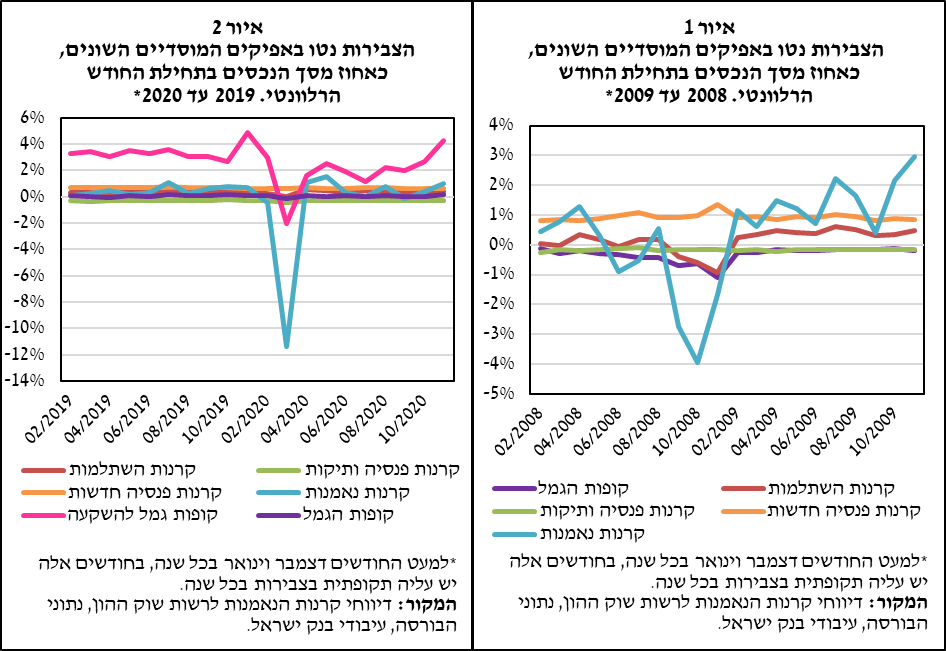 איור 1
הצבירות נטו באפיקים המוסדיים השונים,
כאחוז מסך הנכסים בתחילת החודש
הרלוונטי. 2008 עד 2009*
4%
3%
2%
1%
0%
-1%
-2%
-3%
-4%
-5%
02/2008
04/2008
06/2008
08/2008
10/2008
02/2009
04/2009
06/2009
08/2009
10/2009
קרנות השתלמות
קופות הגמל
קרנות פנסיה חדשות
קרנות פנסיה ותיקות
קרנות נאמנות
*למעט החודשים דצמבר וינואר בכל שנה, בחודשים אלה
יש עליה תקופתית בצבירות בכל שנה.
המקור: דיווחי קרנות הנאמנות לרשות שוק ההון, נתוני
הבורסה, עיבודי בנק ישראל.
איור 2
הצבירות נטו באפיקים המוסדיים השונים,
כאחוז מסך הנכסים בתחילת החודש
הרלוונטי. 2019 עד 2020*
6%
4%
2%
0%
-2%
-4%
-6%
-8%
-10%
-12%
-14%
02/2019
04/2019
06/2019
08/2019
10/2019
02/2020
04/2020
06/2020
08/2020
10/2020
קרנות פנסיה ותיקות
קרנות השתלמות
קרנות נאמנות
קרנות פנסיה חדשות
קופות הגמל
קופות גמל להשקעה
*למעט החודשים דצמבר וינואר בכל שנה, בחודשים אלה
יש עליה תקופתית בצבירות בכל שנה.
המקור: דיווחי קרנות הנאמנות לרשות שוק ההון, נתוני
הבורסה, עיבודי בנק ישראל.